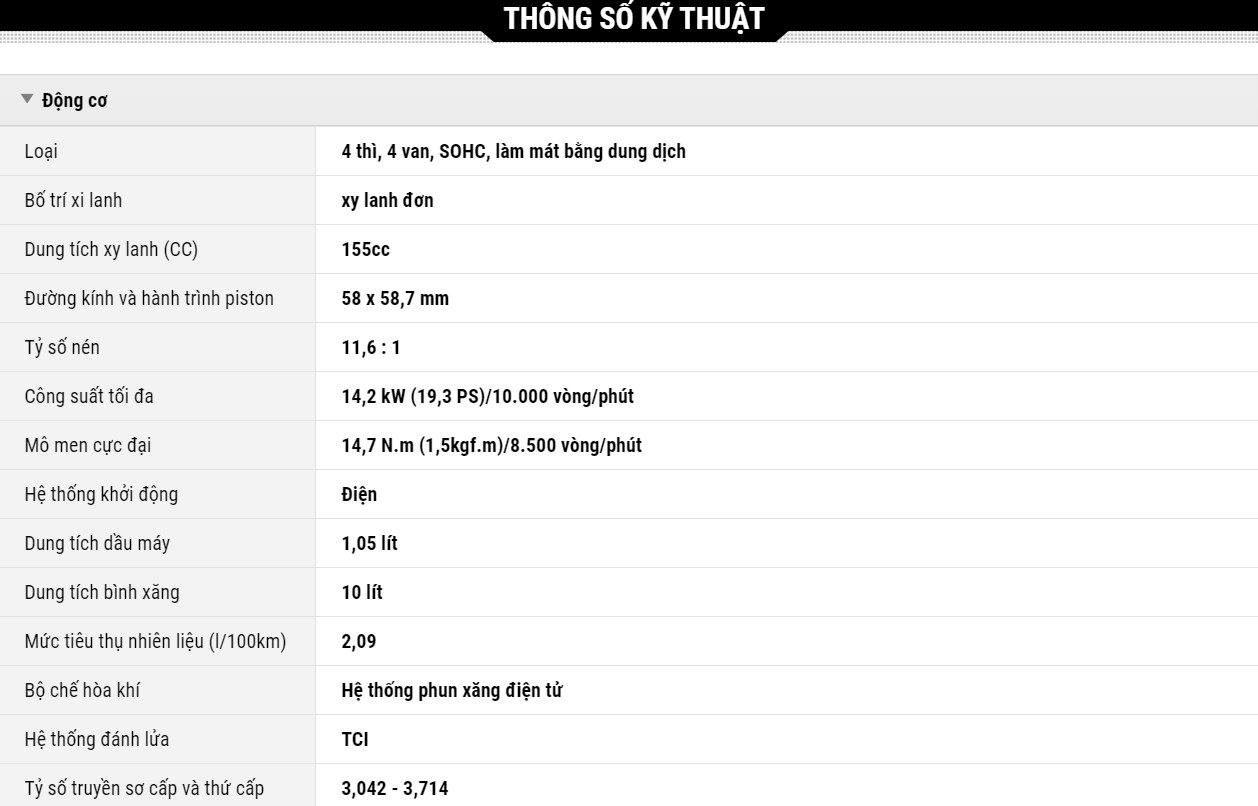 THÔNG SỐ KỸ THUẬT
Động cơ
Loại 4 thì, 4 van, SOHC, làm mát bằng dung dịch
Bố trí xi lanh xy lanh đơn
Dung tích xy lanh (CC) 155cc
Đường kính và hành trình piston 58 x 58,7 mm
Tỷ số nén 11,6 : 1
Công suất tối đa 14,2 kW (19,3 PS)/10.000 vòng/phút
Mô men cực đại 14,7 N.m (1,5kgf.m)/8.500 vòng/phút
Hệ thống khởi động Điện
Dung tích dầu máy 1,05 lít
Dung tích bình xăng 10 lít
Mức tiêu thụ nhiên liệu (l/100km) 2,09
Bộ chế hòa khí Hệ thống phun xăng điện tử
Hệ thống đánh lửa TCI
Tỷ số truyền sơ cấp và thứ cấp 3,042 - 3,714